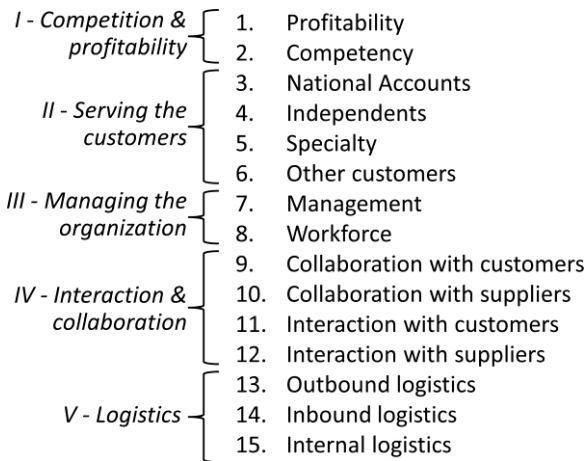 I - Competition &
profitability
1. Profitability
2. Competency
II - Serving the
customers
3. National Accounts
4. Independents
5. Specialty
6. Other customers
III - Managing the
organization
7. Management
8. Workforce
IV - Interaction &
collaboration
9. Collaboration with customers
10. Collaboration with suppliers
11. Interaction with customers
12. Interaction with suppliers
V - Logistics
13. Outbound logistics
14. Inbound logistics
15. Internal logistics